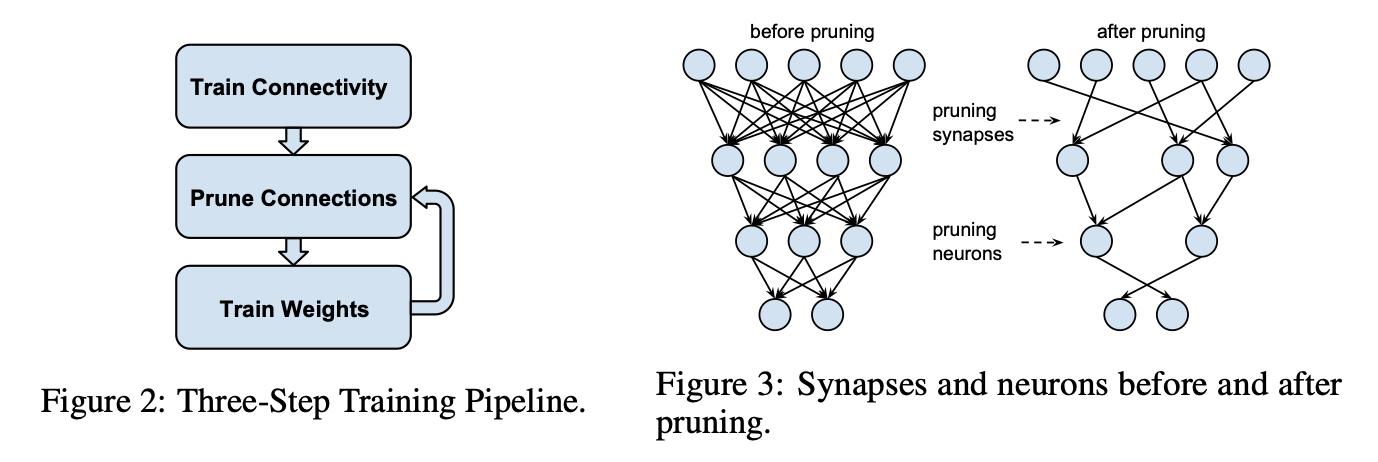 Train Connectivity
Prune Connections
Train Weights
Figure 2: Three-Step Training Pipeline.
before pruning
after pruning
pruning
synapses
pruning
neurons
Figure 3: Synapses and neurons before and after
pruning.